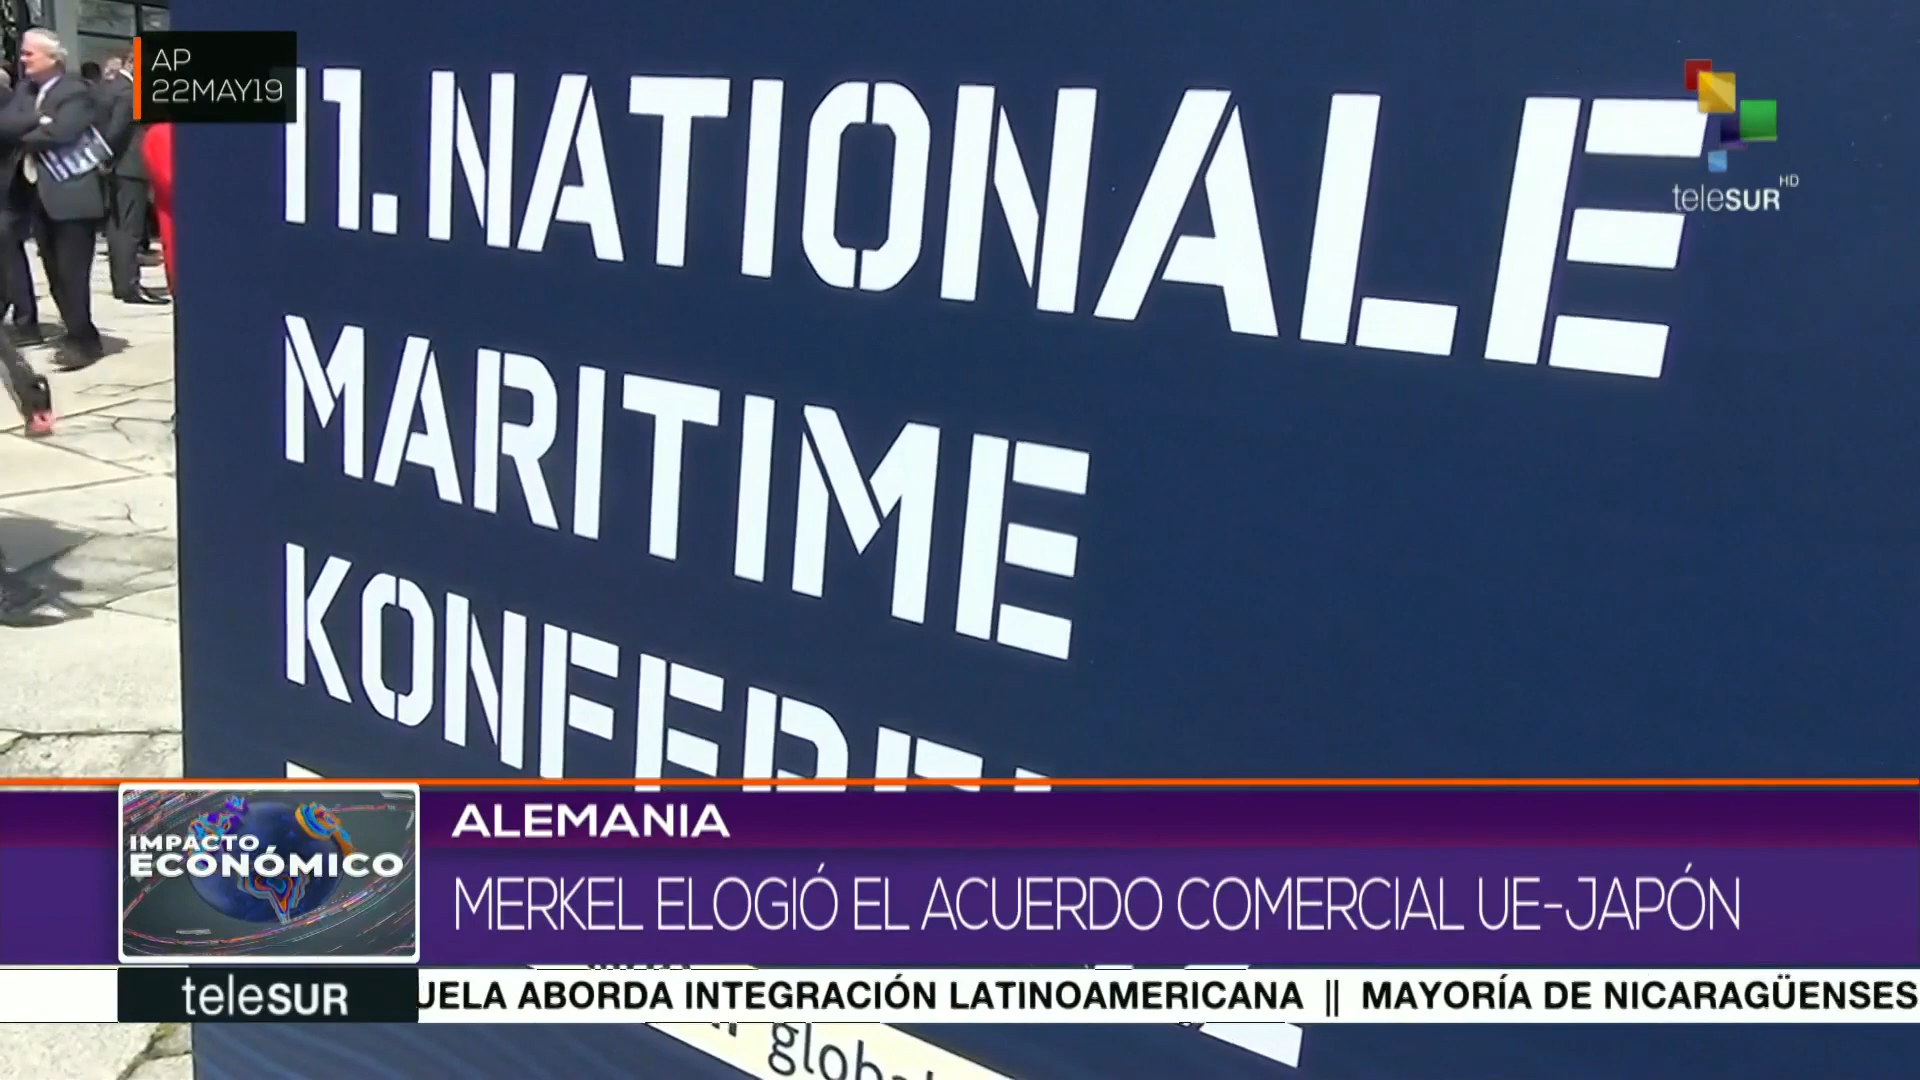 AP
22MAY19
11. NATIONALE
MARITIME
teleSUR HD
IMPACTO
ECONÓMICO
ALEMANIA
MERKEL ELOGIÓ EL ACUERDO COMERCIAL UE-JAPÓN
teleSUR
UELA ABORDA INTEGRACIÓN LATINOAMERICANA || MAYORÍA DE NICARAGÜENSES